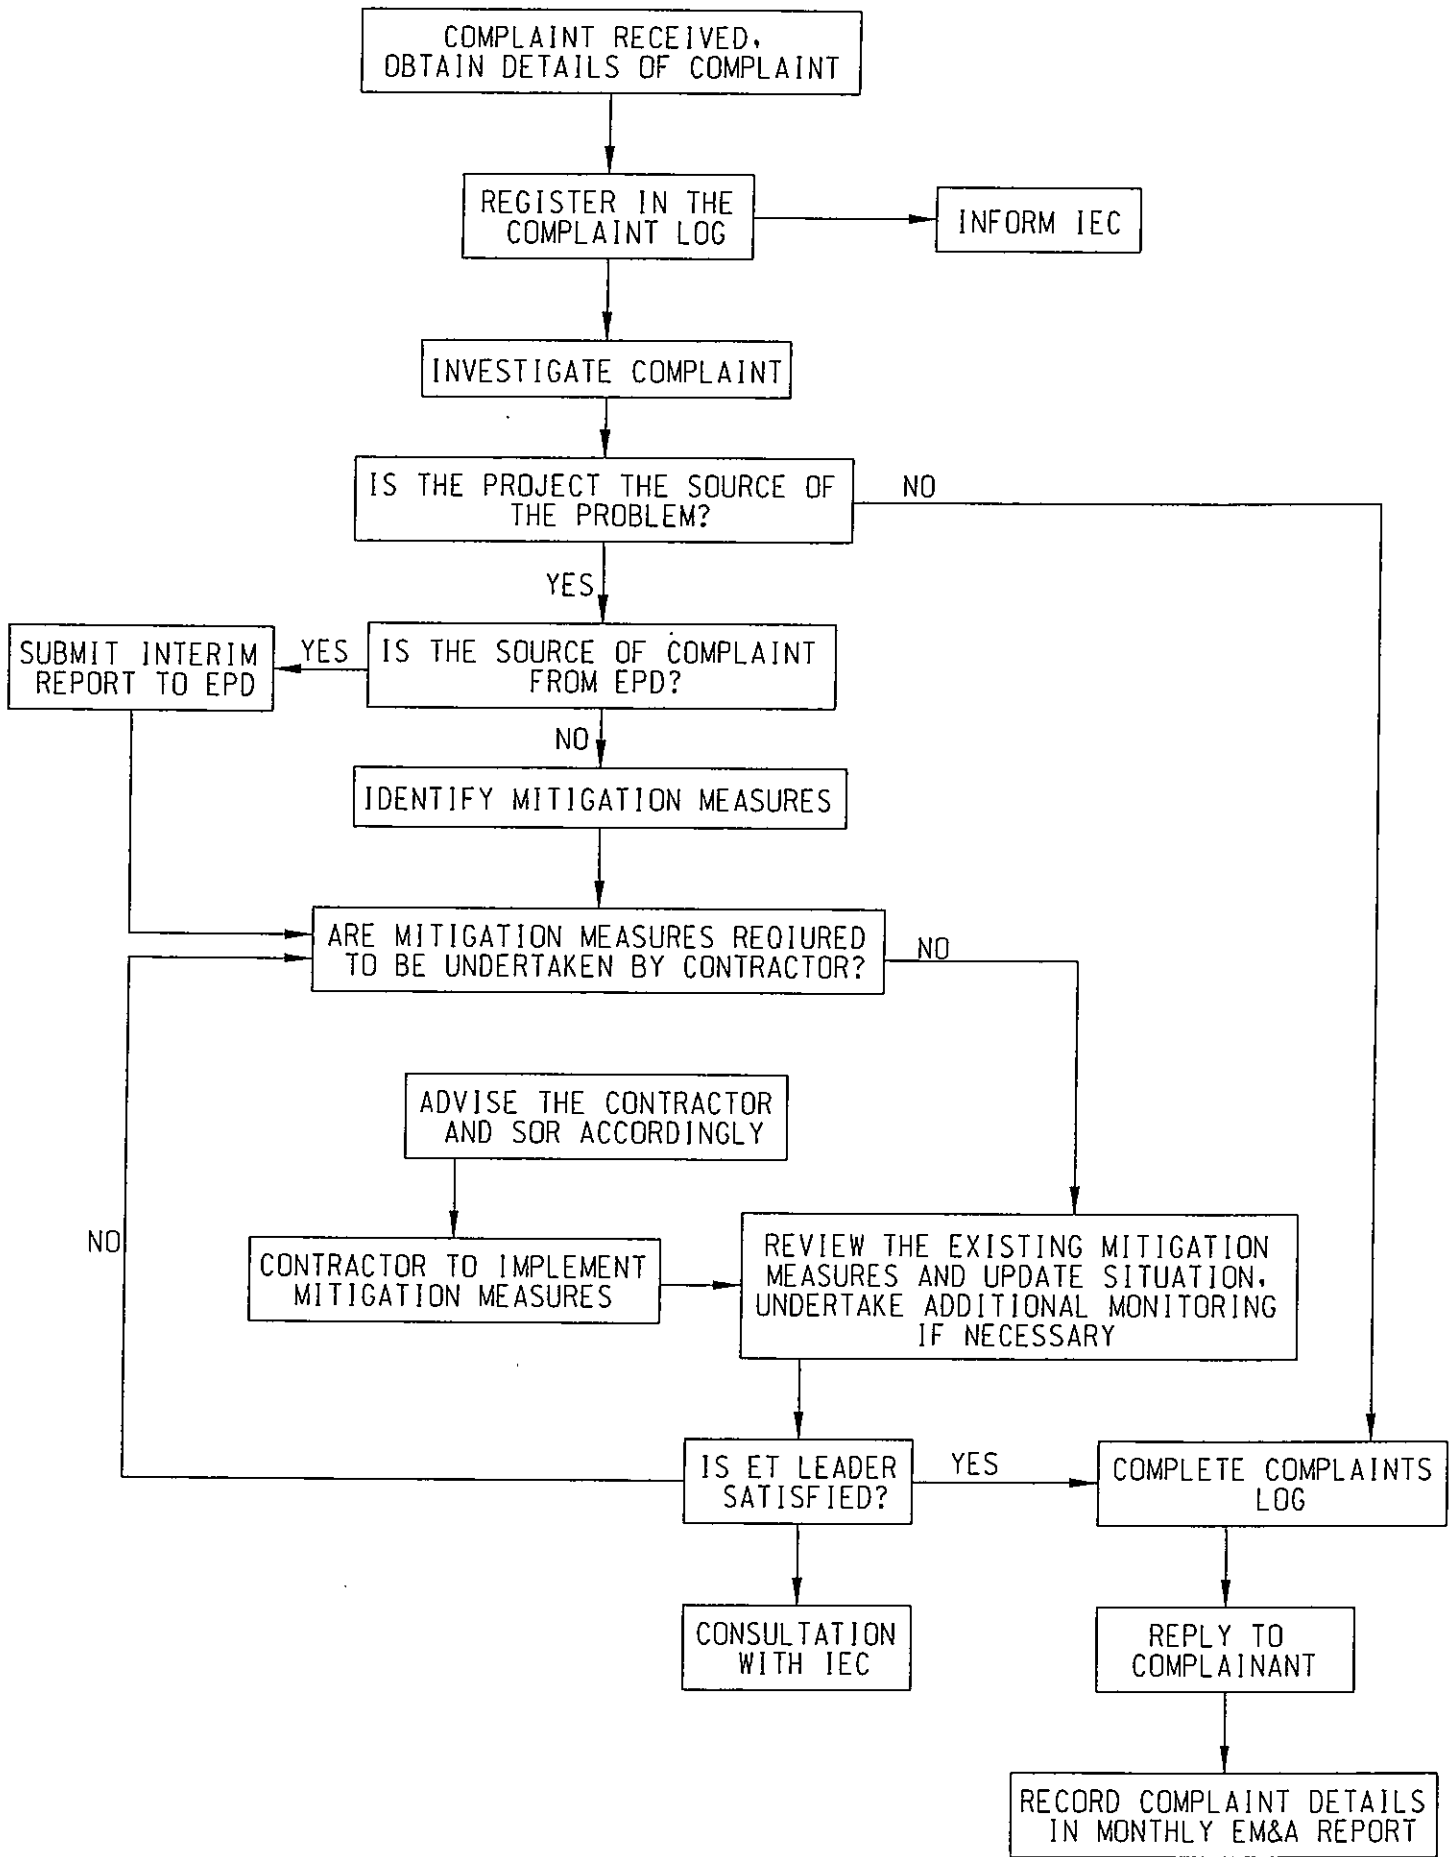 COMPLAINT RECEIVED,
OBTAIN DETAILS OF COMPLAINT
REGISTER IN THE
COMPLAINT LOG
INFORM IEC
INVESTIGATE COMPLAINT
IS THE PROJECT THE SOURCE OF
THE PROBLEM?
NO
YES
SUBMIT INTERIM
REPORT TO EPD
YES
IS THE SOURCE OF COMPLAINT
FROM EPD?
NO
IDENTIFY MITIGATION MEASURES
ARE MITIGATION MEASURES REQIURED
TO BE UNDERTAKEN BY CONTRACTOR?
NO
ADVISE THE CONTRACTOR
AND SOR ACCORDINGLY
NO
CONTRACTOR TO IMPLEMENT
MITIGATION MEASURES
REVIEW THE EXISTING MITIGATION
MEASURES AND UPDATE SITUATION,
UNDERTAKE ADDITIONAL MONITORING
IF NECESSARY
IS ET LEADER
SATISFIED?
YES
COMPLETE COMPLAINTS
LOG
CONSULTATION
WITH IEC
REPLY TO
COMPLAINANT
RECORD COMPLAINT DETAILS
IN MONTHLY EM&A REPORT